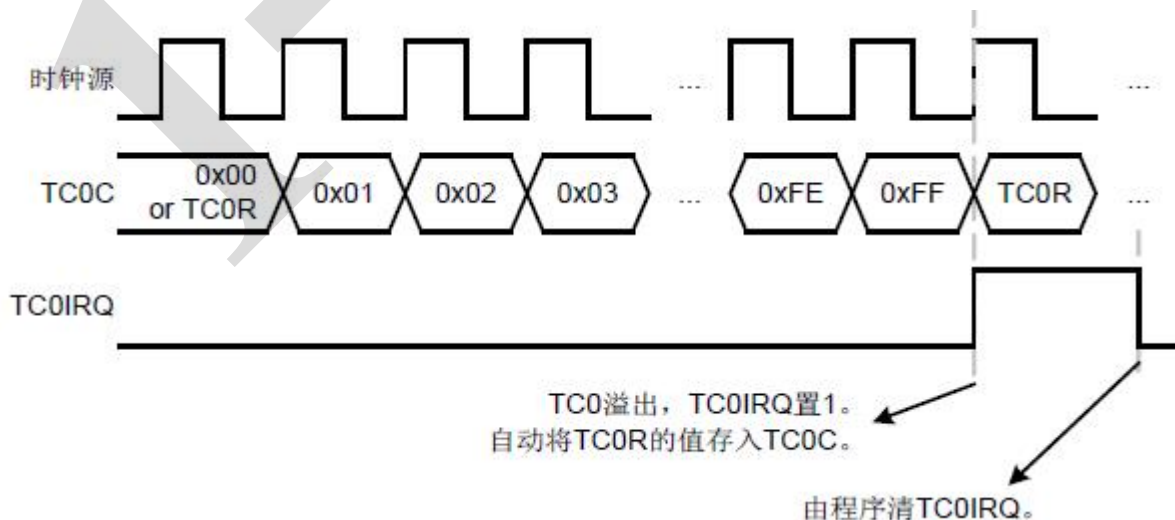 时钟源
...
...
TC0C
0x00
or TC0R
0x01
0x02
0x03
...
0xFE
0xFF
TC0R
...
TC0IRQ
TC0溢出，TC0IRQ置1。
自动将TC0R的值存入TC0C。
由程序清TC0IRQ。